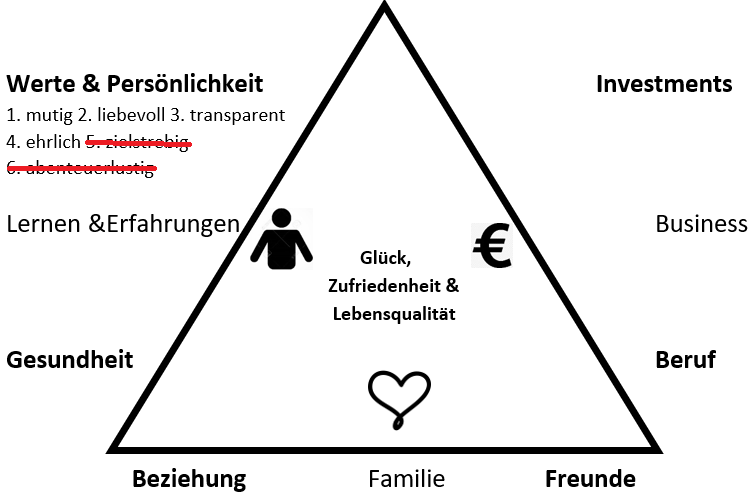 Werte & Persönlichkeit
1. mutig 2. liebevoll 3. transparent
4. ehrlich 5. zielstrebig
6. abenteuerlustig
Lernen &Erfahrungen
Gesundheit
Investments
Business
Beruf
€
Glück,
Zufriedenheit &
Lebensqualität
Beziehung
Familie
Freunde